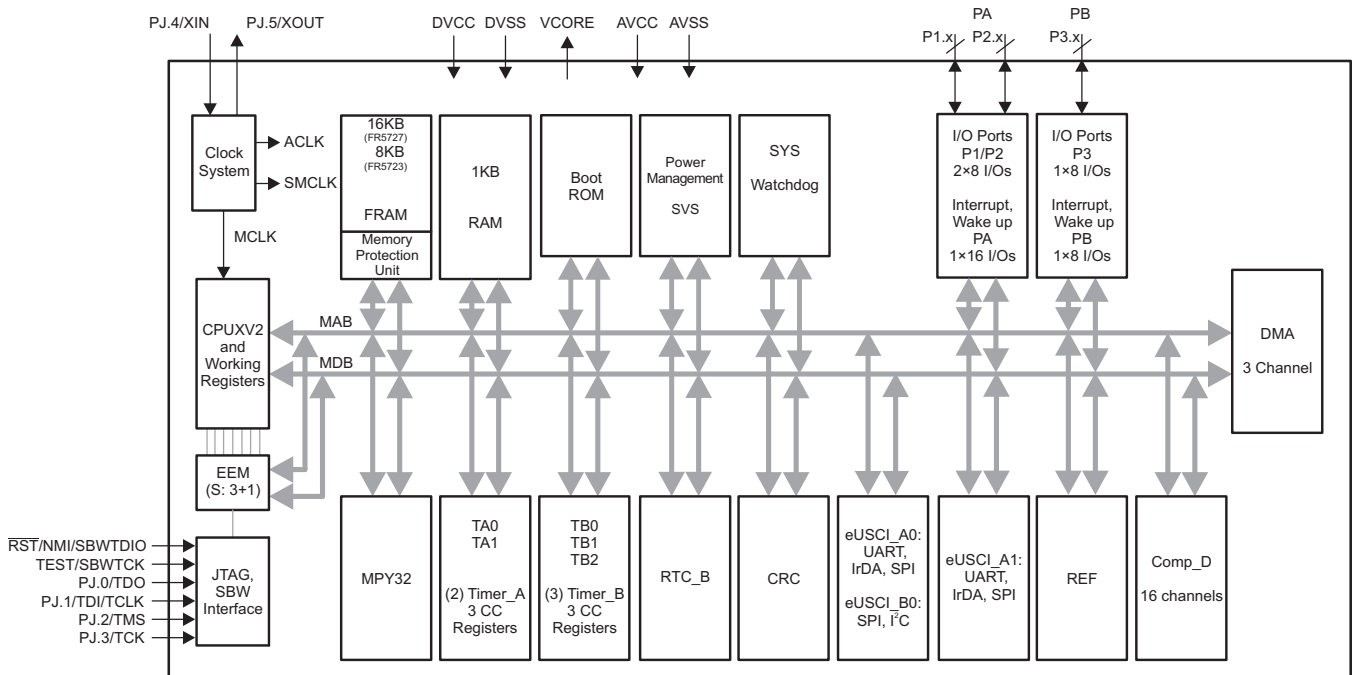 PJ.4/XIN
PJ.5/XOUT
DVCC
DVSS
VCORE
AVCC
AVSS
PA
P1.x
P2.x
PB
P3.x
Clock
System
ACLK
SMCLK
MCLK
16KB
(FR5727)
8KB
(FR5723)
FRAM
Memory
Protection
Unit
1KB
RAM
Boot
ROM
Power
Management
SVS
SYS
Watchdog
I/O Ports
P1/P2
2×8 I/Os
Interrupt,
Wake up
PA
1×16 I/Os
I/O Ports
P3
1×8 I/Os
Interrupt,
Wake up
PB
1×8 I/Os
CPUXV2
and
Working
Registers
MAB
MDB
DMA
3 Channel
EEM
(S: 3+1)
RST/NMI/SBWTDIO
TEST/SBWTCK
PJ.0/TDO
PJ.1/TDI/TCLK
PJ.2/TMS
PJ.3/TCK
JTAG,
SBW
Interface
MPY32
TA0
TA1
(2) Timer_A
3 CC
Registers
TB0
TB1
TB2
(3) Timer_B
3 CC
Registers
RTC_B
CRC
eUSCI_A0:
UART,
IrDA, SPI
eUSCI_B0:
SPI, I²C
eUSCI_A1:
UART,
IrDA, SPI
REF
Comp_D
16 channels